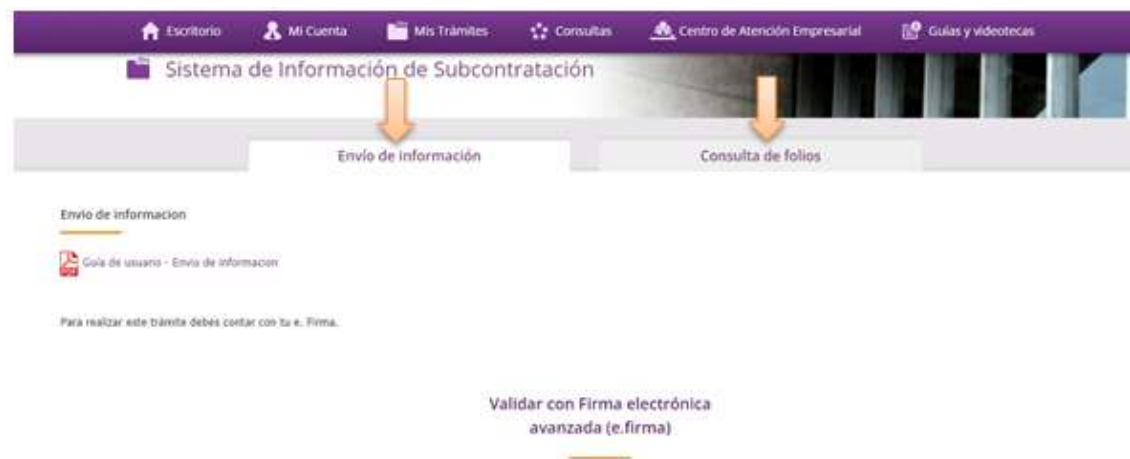 Escritorio Mi Cuenta Mis Trámites Consultas Centro de Atención Empresarial Guías y videotecas
Sistema de Información de Subcontratación
Envío de información Consulta de folios
Envio de informacion
PDF Guía de usuario - Envio de informacion
Para realizar este trámite debes contar con tu e. Firma.
Validar con Firma electrónica
avanzada (e.firma)